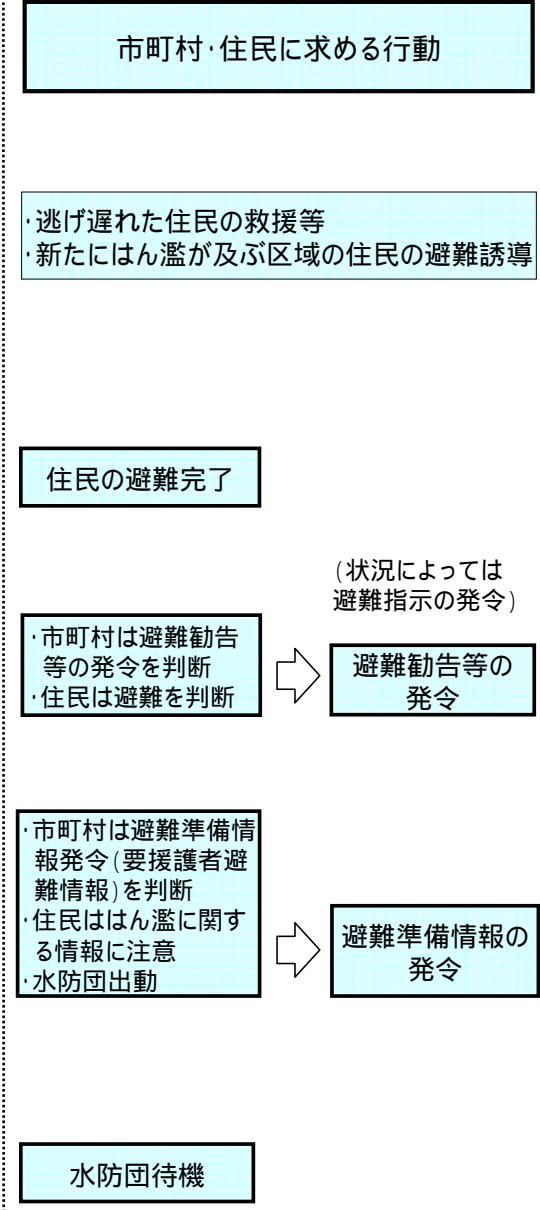 市町村・住民に求める行動
・逃げ遅れた住民の救援等
・新たにはん濫が及ぶ区域の住民の避難誘導
住民の避難完了
(状況によっては
避難指示の発令)
・市町村は避難勧告
等の発令を判断
・住民は避難を判断
避難勧告等の
発令
・市町村は避難準備情
報発令(要援護者避
難情報)を判断
・住民ははん濫に関す
る情報に注意
・水防団出動
避難準備情報の
発令
水防団待機